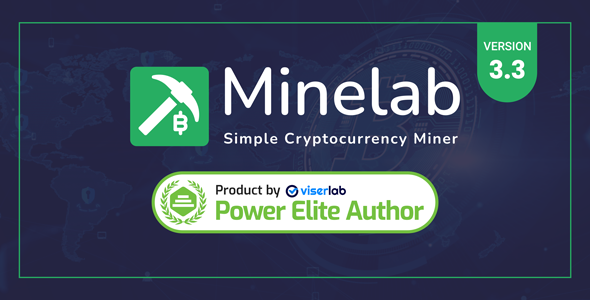 VERSION
3.3
Minelab
Simple Cryptocurrency Miner
Product by viserlab
Power Elite Author